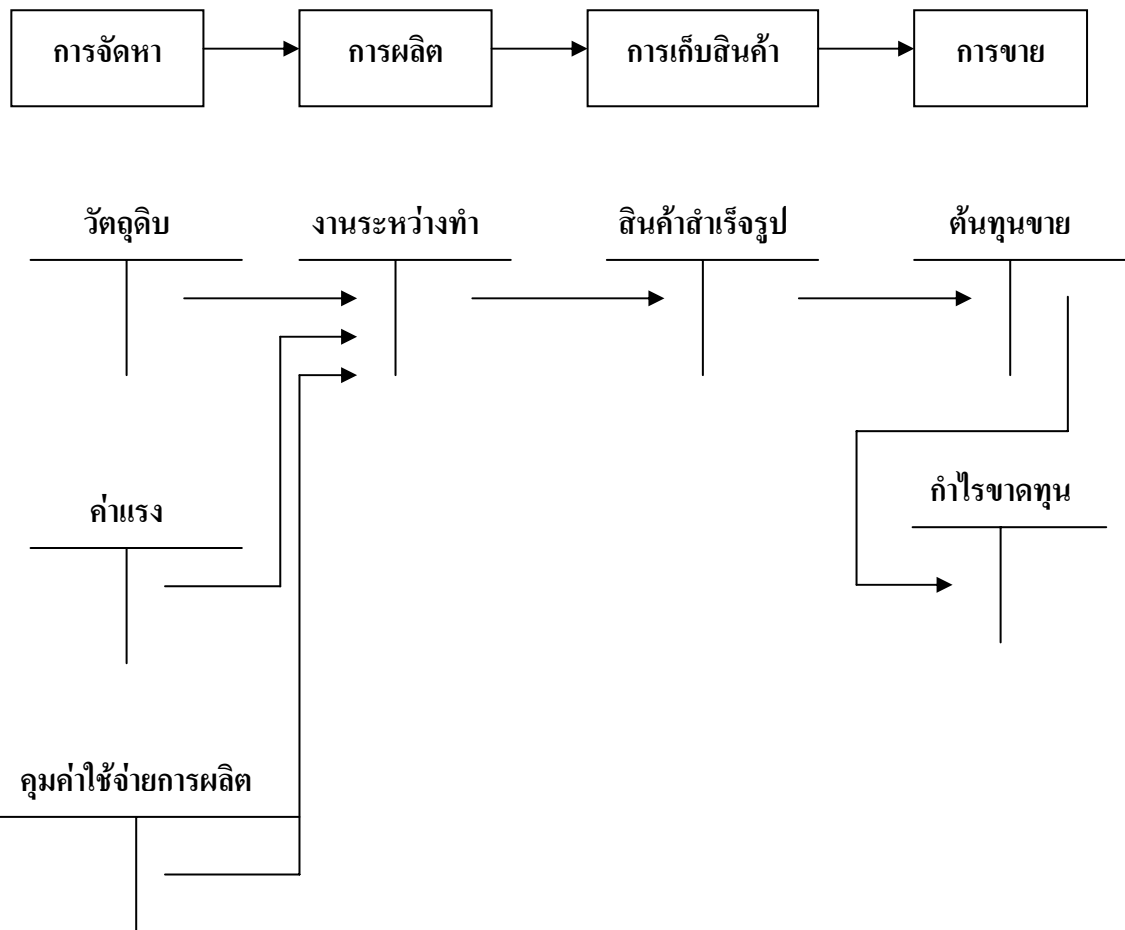 การจัดหา
การผลิต
การเก็บสินค้า
การขาย
วัตถุดิบ
งานระหว่างทำ
สินค้าสำเร็จรูป
ต้นทุนขาย
ค่าแรง
กำไรขาดทุน
คุมค่าใช้จ่ายการผลิต